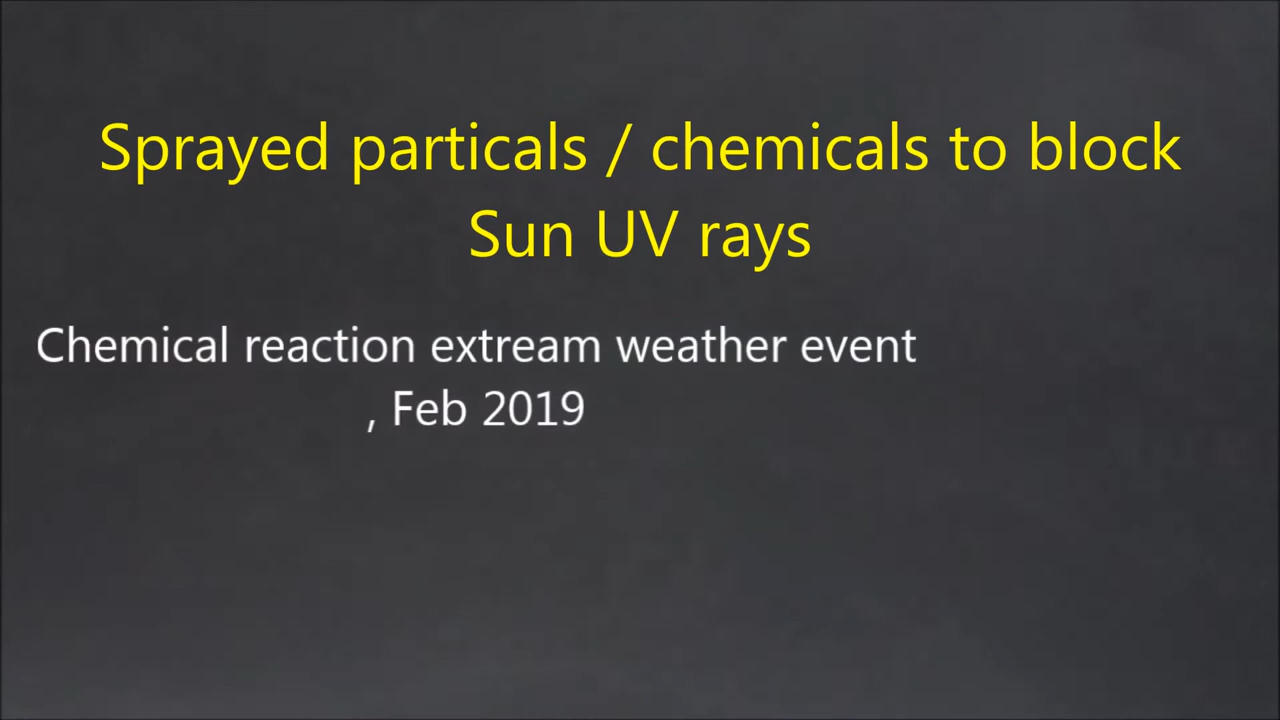 Sprayed particals / chemicals to block
Sun UV rays
Chemical reaction extream weather event
, Feb 2019